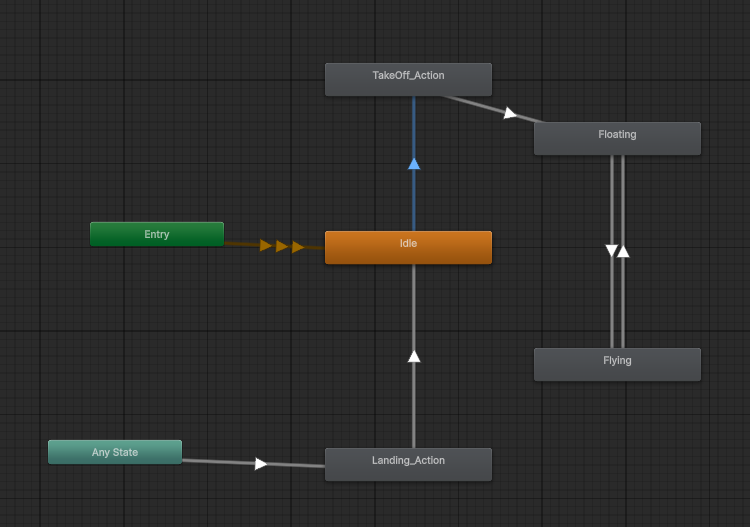 TakeOff_Action
Floating
Entry
Idle
Flying
Any State
Landing_Action